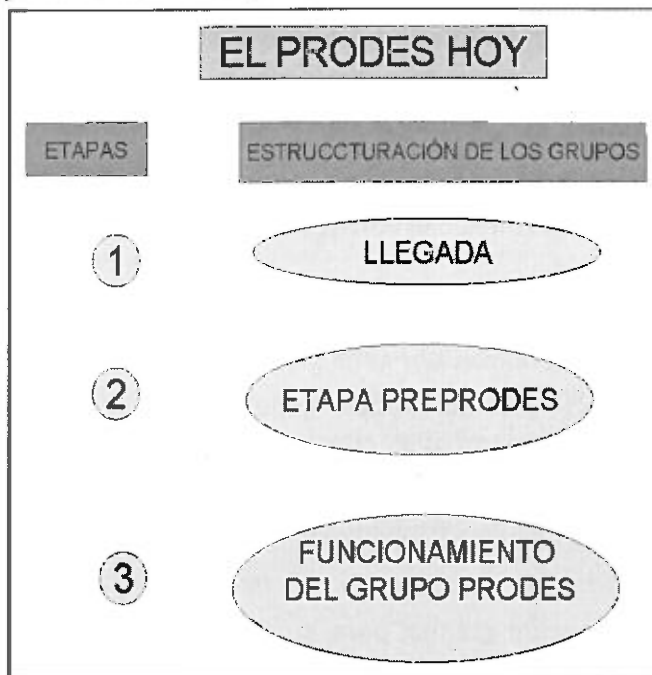 EL PRODES HOY
ETAPAS ESTRUCCTURACIÓN DE LOS GRUPOS
1 LLEGADA
2 ETAPA PREPRODES
3 FUNCIONAMIENTO
DEL GRUPO PRODES